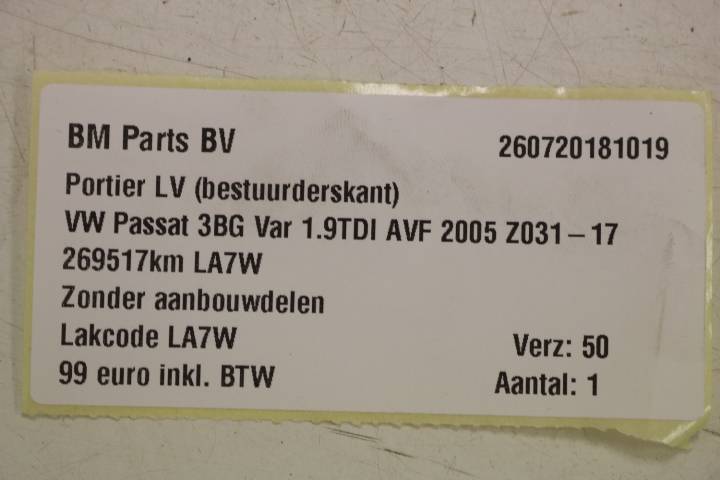 BM Parts BV 260720181019
Portier LV (bestuurderskant)
VW Passat 3BG Var 1.9TDI AVF 2005 Z031-17
269517km LA7W
Zonder aanbouwdelen
Lakcode LA7W Verz: 50
99 euro inkl. BTW Aantal: 1